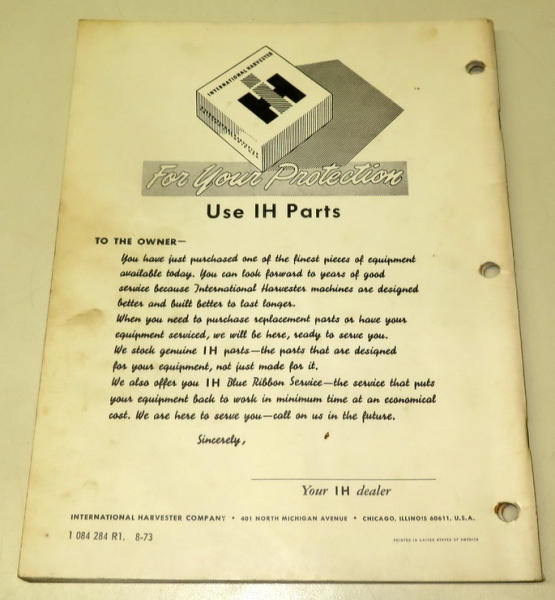 INTERNATIONAL HARVESTER
IH
For Your Protection
Use IH Parts
TO THE OWNER—
You have just purchased one of the finest pieces of equipment
available today. You can look forward to years of good
service because International Harvester machines are designed
better and built better to last longer.
When you need to purchase replacement parts or have your
equipment serviced, we will be here, ready to serve you.
We stock genuine IH parts—the parts that are designed
for your equipment, not just made for it.
We also offer you IH Blue Ribbon Service—the service that puts
your equipment back to work in minimum time at an economical
cost. We are here to serve you—call on us in the future.
Sincerely,
Your IH dealer
INTERNATIONAL HARVESTER COMPANY • 401 NORTH MICHIGAN AVENUE • CHICAGO, ILLINOIS 60611, U.S.A.
1 084 284 R1. 8-73
PRINTED IN UNITED STATES OF AMERICA